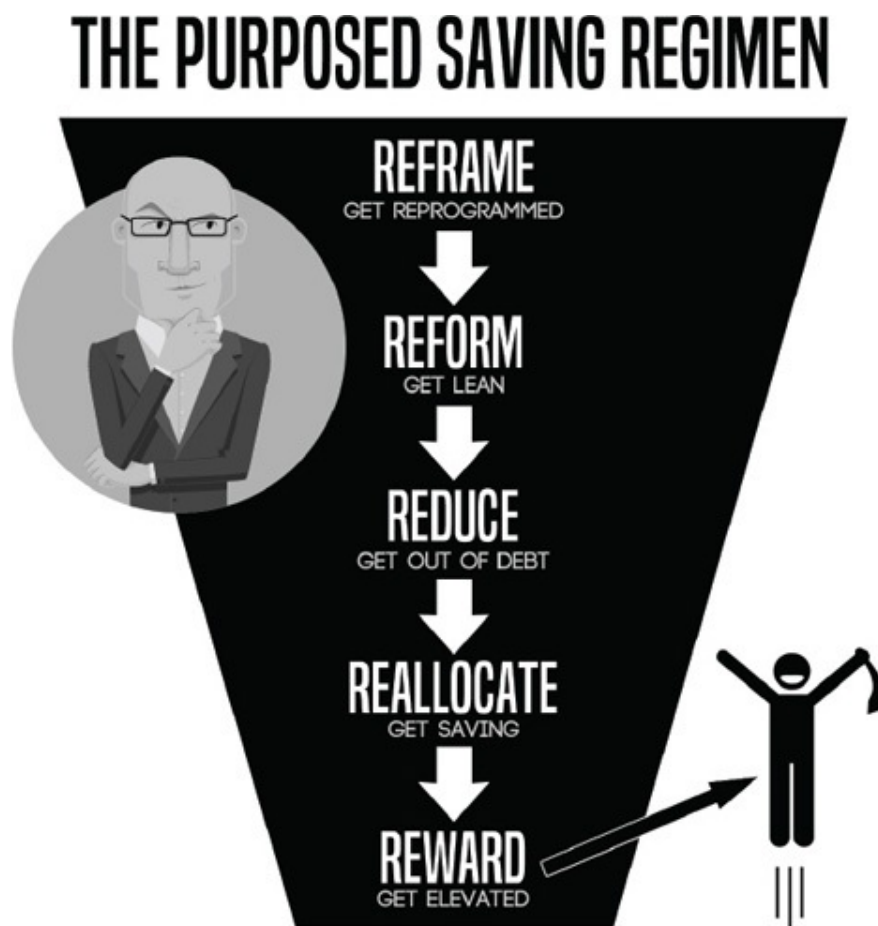 THE PURPOSED SAVING REGIMEN
REFRAME
GET REPROGRAMMED
REFORM
GET LEAN
REDUCE
GET OUT OF DEBT
REALLOCATE
GET SAVING
REWARD
GET ELEVATED